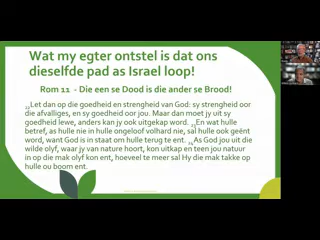 Wat my egter ontstel is dat ons
dieselfde pad as Israel loop!
Rom 11 - Die een se Dood is die ander se Brood!
22Let dan op die goedheid en strengheid van God: sy strengheid oor
die afvalliges, en sy goedheid oor jou. Maar dan moet jy uit sy
goedheid lewe, anders kan jy ook uitgekap word. 23En wat hulle
betref, as hulle nie in hulle ongeloof volhard nie, sal hulle ook geënt
word, want God is in staat om hulle terug te ent. 24As God jou uit die
wilde olyf, waar jy van nature hoort, kon uitkap en teen jou natuur
in op die mak olyf kon ent, hoeveel te meer sal Hy die mak takke op
hulle ou boom ent.